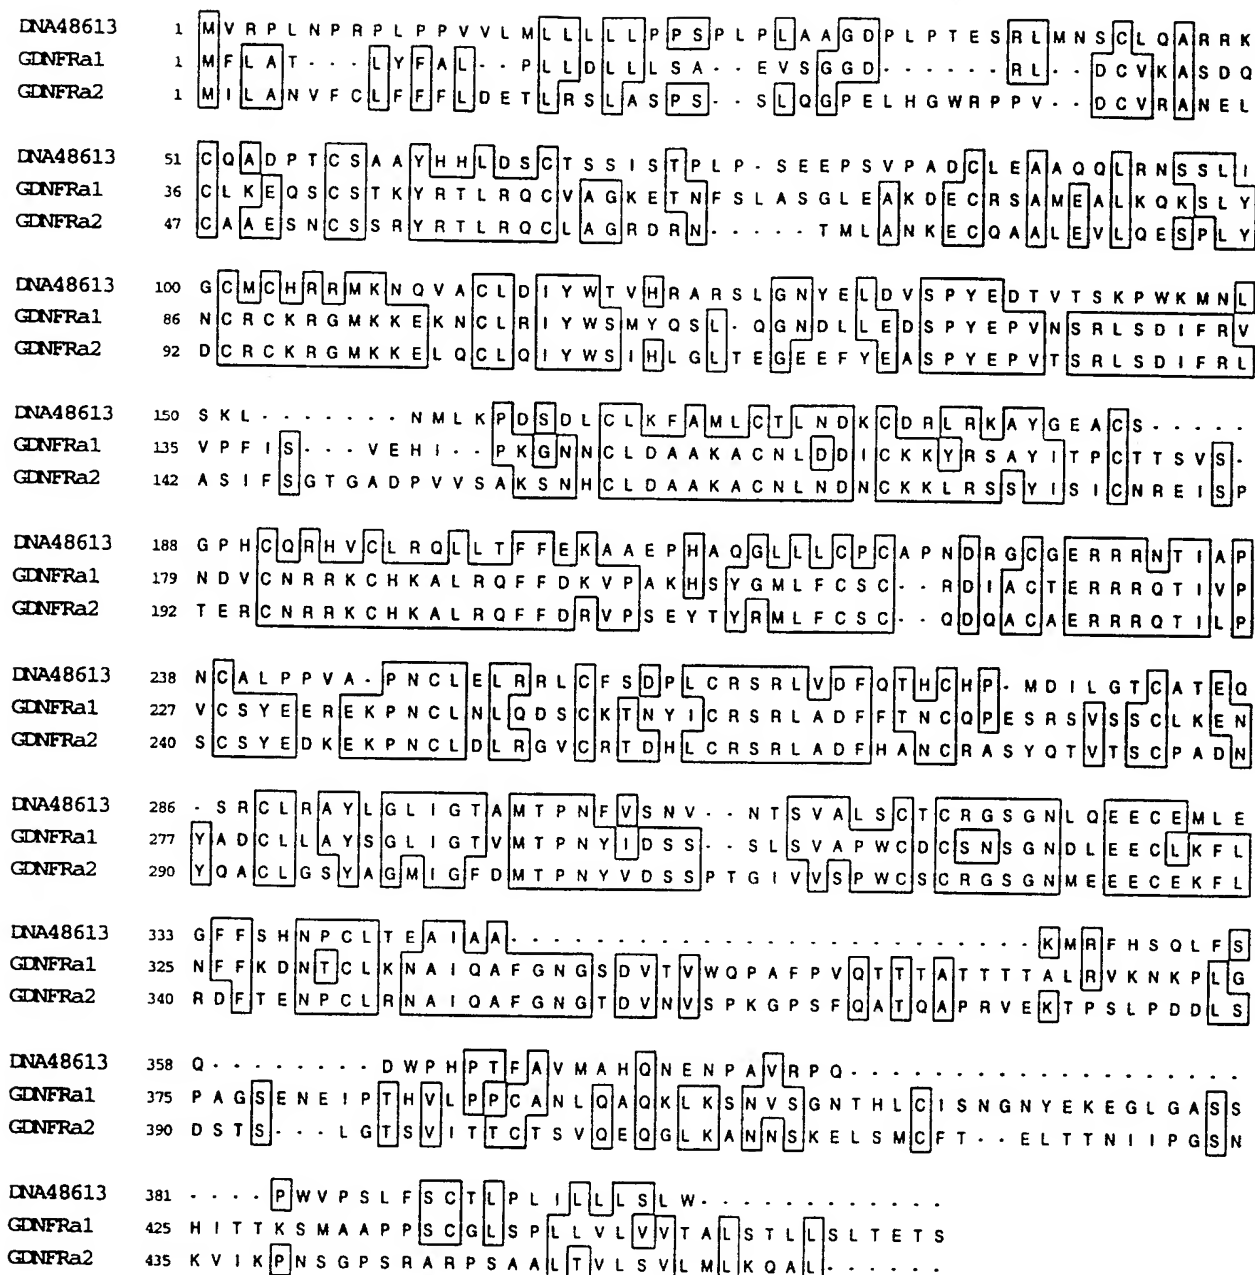 DNA48613 1 M V R P L N P R P L P P V V L M L L L L L P P S P L P L A A G D P L P T E S R L M N S C L Q A R R K
GDNFRa1 1 M F L A T · · · L Y F A L · · P L L D L L L S A · · E V S G G D · · · · · · R L · · D C V K A S D Q
GDNFRa2 1 M I L A N V F C L F F F L D E T L R S L A S P S · · S L Q G P E L H G W R P P V · · D C V R A N E L
DNA48613 51 C Q A D P T C S A A Y H H L D S C T S S I S T P L P · S E E P S V P A D C L E A A Q Q L R N S S L I
GDNFRa1 36 C L K E Q S C S T K Y R T L R Q C V A G K E T N F S L A S G L E A K D E C R S A M E A L K Q K S L Y
GDNFRa2 47 C A A E S N C S S R Y R T L R Q C L A G R D R N · · · · · T M L A N K E C Q A A L E V L Q E S P L Y
DNA48613 100 G C M C H R R M K N Q V A C L D I Y W T V H R A R S L G N Y E L D V S P Y E D T V T S K P W K M N L
GDNFRa1 86 N C R C K R G M K K E K N C L R I Y W S M Y Q S L · Q G N D L L E D S P Y E P V N S R L S D I F R V
GDNFRa2 92 D C R C K R G M K K E L Q C L Q I Y W S I H L G L T E G E E F Y E A S P Y E P V T S R L S D I F R L
DNA48613 150 S K L · · · · · · · N M L K P D S D L C L K F A M L C T L N D K C D R L R K A Y G E A C S · · · · ·
GDNFRa1 135 V P F I S · · · V E H I · · P K G N N C L D A A K A C N L D D I C K K Y R S A Y I T P C T T S V S ·
GDNFRa2 142 A S I F S G T G A D P V V S A K S N H C L D A A K A C N L N D N C K K L R S S Y I S I C N R E I S P
DNA48613 188 G P H C Q R H V C L R Q L L T F F E K A A E P H A Q G L L L C P C A P N D R G C G E R R R N T I A P
GDNFRa1 179 N D V C N R R K C H K A L R Q F F D K V P A K H S Y G M L F C S C · · R D I A C T E R R R Q T I V P
GDNFRa2 192 T E R C N R R K C H K A L R Q F F D R V P S E Y T Y R M L F C S C · · Q D Q A C A E R R R Q T I L P
DNA48613 238 N C A L P P V A · P N C L E L R R L C F S D P L C R S R L V D F Q T H C H P · M D I L G T C A T E Q
GDNFRa1 227 V C S Y E E R E K P N C L N L Q D S C K T N Y I C R S R L A D F F T N C Q P E S R S V S S C L K E N
GDNFRa2 240 S C S Y E D K E K P N C L D L R G V C R T D H L C R S R L A D F H A N C R A S Y Q T V T S C P A D N
DNA48613 286 · S R C L R A Y L G L I G T A M T P N F V S N V · · N T S V A L S C T C R G S G N L Q E E C E M L E
GDNFRa1 277 Y A D C L L A Y S G L I G T V M T P N Y I D S S · · S L S V A P W C D C S N S G N D L E E C L K F L
GDNFRa2 290 Y Q A C L G S Y A G M I G F D M T P N Y V D S S P T G I V V S P W C S C R G S G N M E E E C E K F L
DNA48613 333 G F F S H N P C L T E A I A A · · · · · · · · · · · · · · · · · · · · · · · · · · · K M R F H S Q L F S
GDNFRa1 325 N F F K D N T C L K N A I Q A F G N G S D V T V W Q P A F P V Q T T T A T T T T A L R V K N K P L G
GDNFRa2 340 R D F T E N P C L R N A I Q A F G N G T D V N V S P K G P S F Q A T Q A P R V E K T P S L P D D L S
DNA48613 358 Q · · · · · · · · D W P H P T F A V M A H Q N E N P A V R P Q · · · · · · · · · · · · · · · · · · ·
GDNFRa1 375 P A G S E N E I P T H V L P P C A N L Q A Q K L K S N V S G N T H L C I S N G N Y E K E G L G A S S
GDNFRa2 390 D S T S · · · L G T S V I T T C T S V Q E Q G L K A N N S K E L S M C F T · · E L T T N I I P G S N
DNA48613 381 · · · · P W V P S L F S C T L P L I L L L S L W · · · · · · · · · · · ·
GDNFRa1 425 H I T T K S M A A P P S C G L S P L L V L V V T A L S T L L S L T E T S
GDNFRa2 435 K V I K P N S G P S R A R P S A A L T V L S V L M L K Q A L · · · · · ·